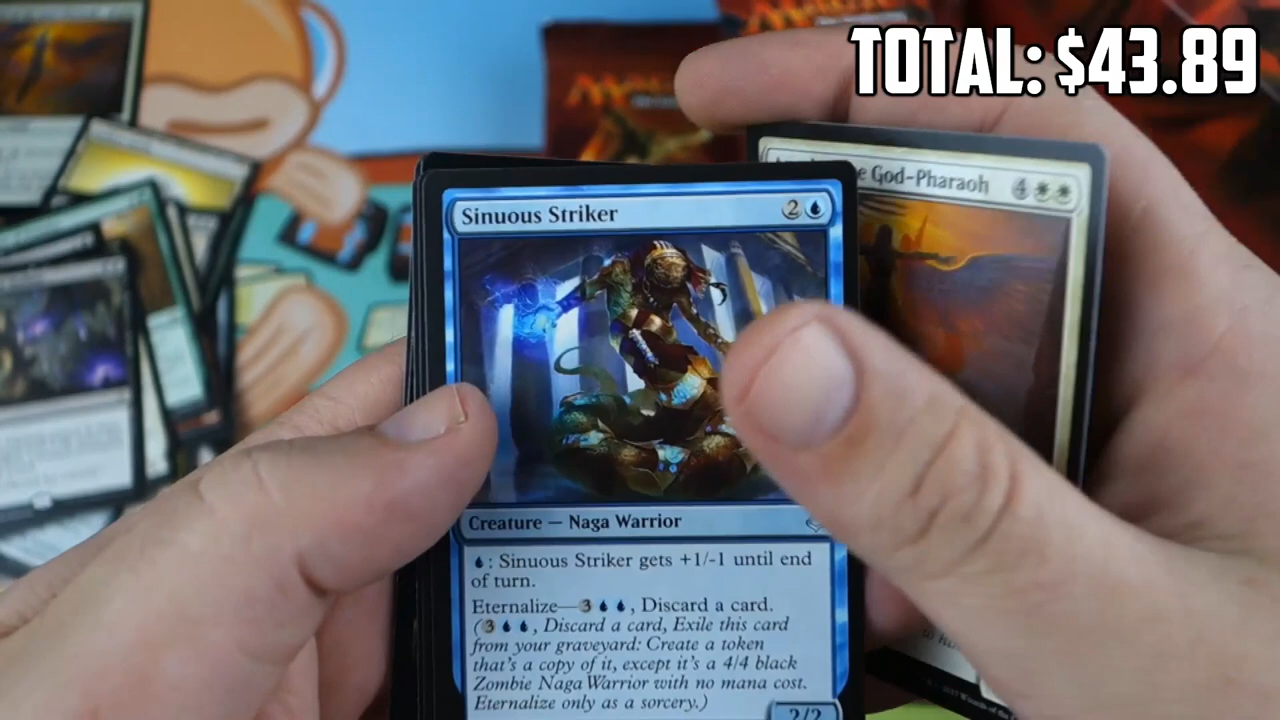 TOTAL: $43.89
God-Pharaoh 4
Sinuous Striker 2
Creature — Naga Warrior
: Sinuous Striker gets +1/-1 until end
of turn.
Eternalize—3, Discard a card.
(3, Discard a card, Exile this card
from your graveyard: Create a token
that's a copy of it, except it's a 4/4 black
Zombie Naga Warrior with no mana cost.
Eternalize only as a sorcery.)
2/2